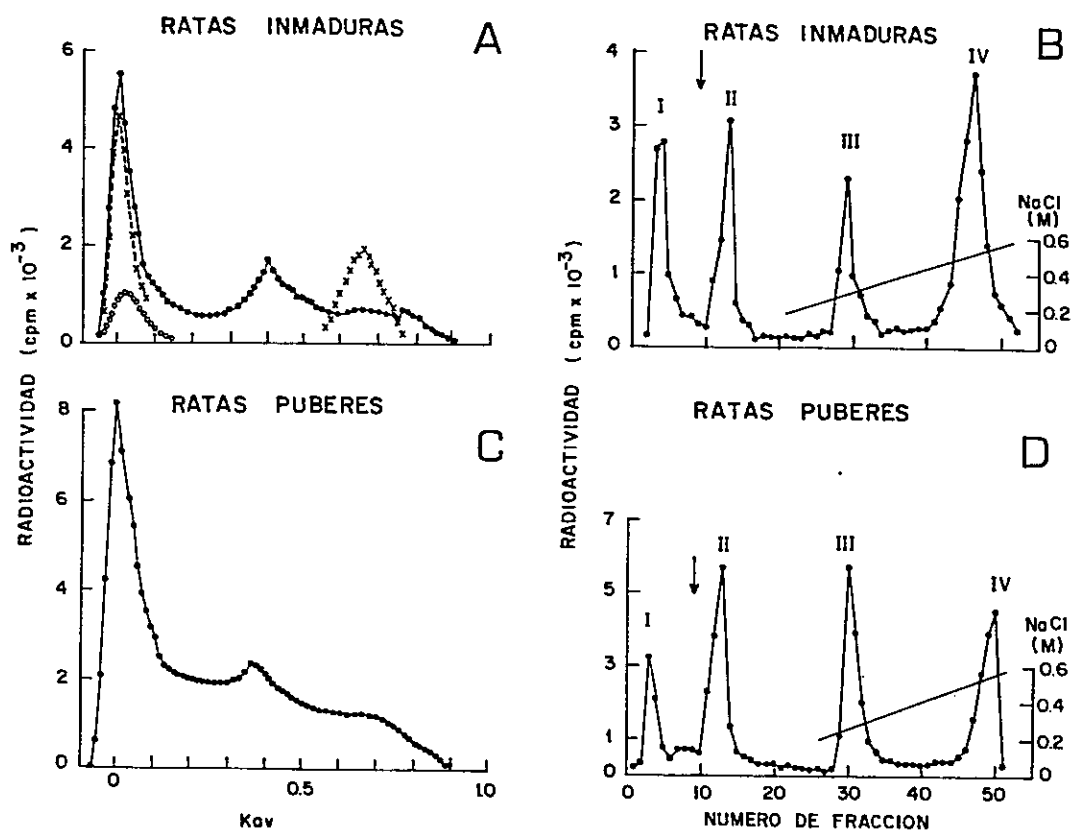 RATAS INMADURAS
A
6
4
2
0
RATAS INMADURAS
B
4
3
2
1
0
I
II
III
IV
NaCl
(M)
0.6
0.4
0.2
0
RADIOACTIVIDAD (cpm x 10⁻³)
RADIOACTIVIDAD (cpm x 10⁻³)
RATAS PUBERES
C
8
6
4
2
0
0
0.5
1.0
Kav
RATAS PUBERES
D
7
5
3
1
0
I
II
III
IV
NaCl
(M)
0.6
0.4
0.2
0
0
10
20
30
40
50
NUMERO DE FRACCION